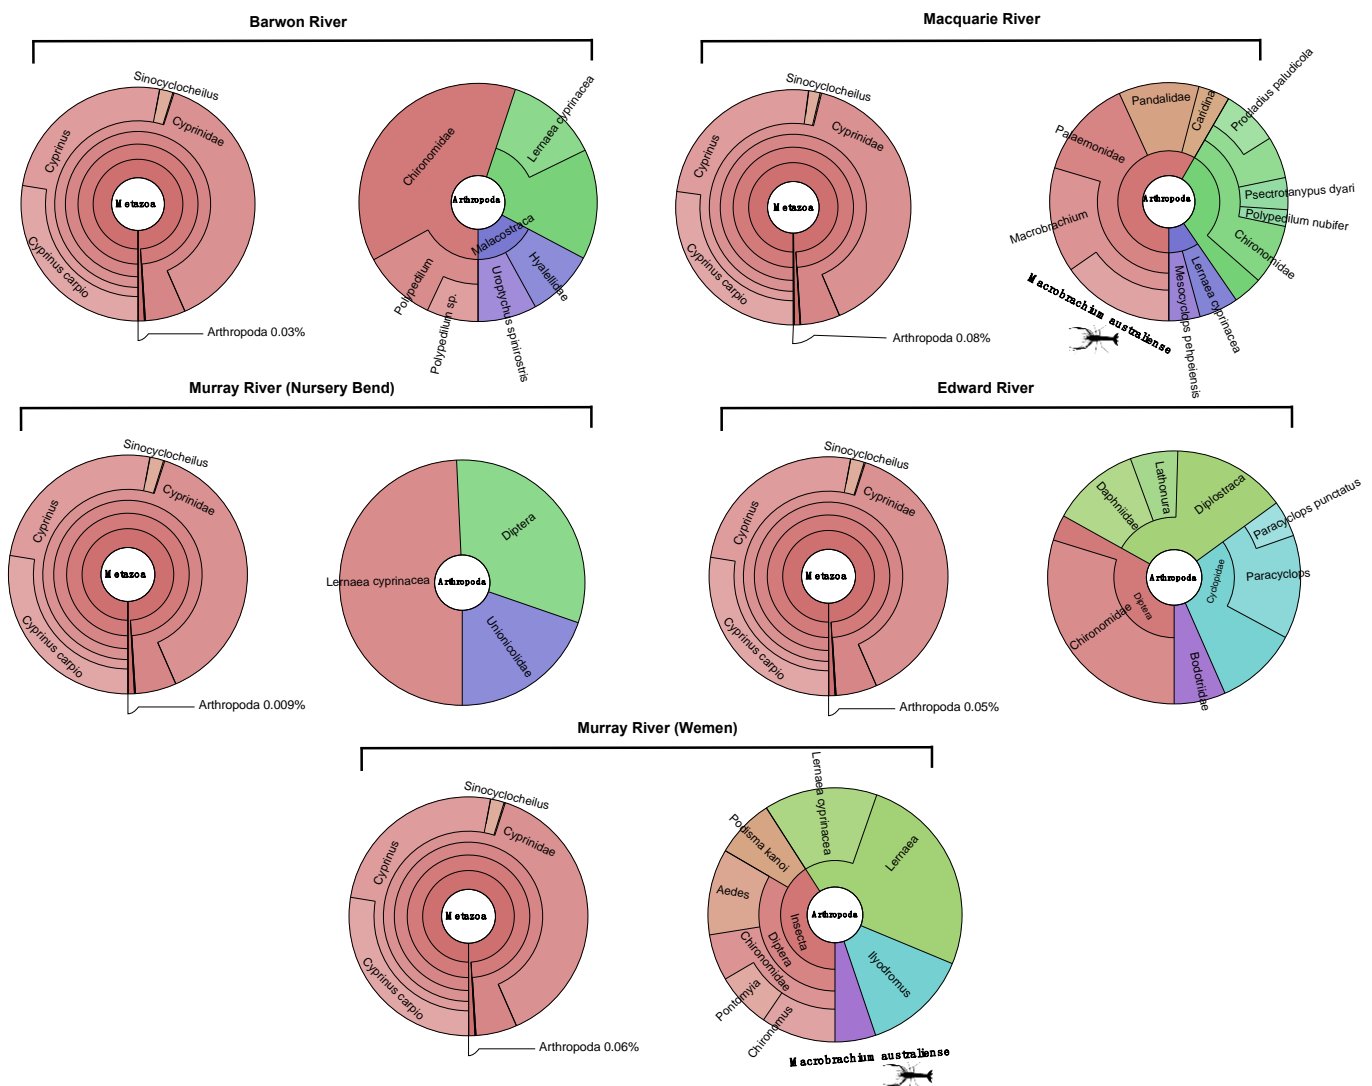 Barwon River
Macquarie River
Sinocyclocheilus
Cyprinus
Cyprinidae
Metazoa
Cyprinus carpio
Arthropoda 0.03%
Chironomidae
Lernaea cyprinacea
Arthropoda
Malacostraca
Hyalellidae
Uroptychus spinirostris
Polypedilum
Polypedilum sp.
Sinocyclocheilus
Cyprinus
Cyprinidae
Metazoa
Cyprinus carpio
Arthropoda 0.08%
Pandalidae
Caridina
Procladius paludicola
Palaemonidae
Arthropoda
Psectrotanypus dyari
Polypedilum nubifer
Macrobrachium
Chironomidae
Lernaea cyprinacea
Mesocyclops pehpeiensis
Macrobrachium australiense
Murray River (Nursery Bend)
Edward River
Sinocyclocheilus
Cyprinus
Cyprinidae
Metazoa
Cyprinus carpio
Arthropoda 0.009%
Diptera
Lernaea cyprinacea
Arthropoda
Unionicolidae
Sinocyclocheilus
Cyprinus
Cyprinidae
Metazoa
Cyprinus carpio
Arthropoda 0.05%
Daphniidae
Lathonura
Diplostraca
Paracyclops punctatus
Arthropoda
Cyclopidae
Paracyclops
Diptera
Chironomidae
Bodotriidae
Murray River (Wemen)
Sinocyclocheilus
Cyprinus
Cyprinidae
Metazoa
Cyprinus carpio
Arthropoda 0.06%
Lernaea cyprinacea
Podisma kanoi
Lernaea
Aedes
Arthropoda
Insecta
Diptera
Chironomidae
Ilyodromus
Pontomyia
Chironomus
Macrobrachium australiense